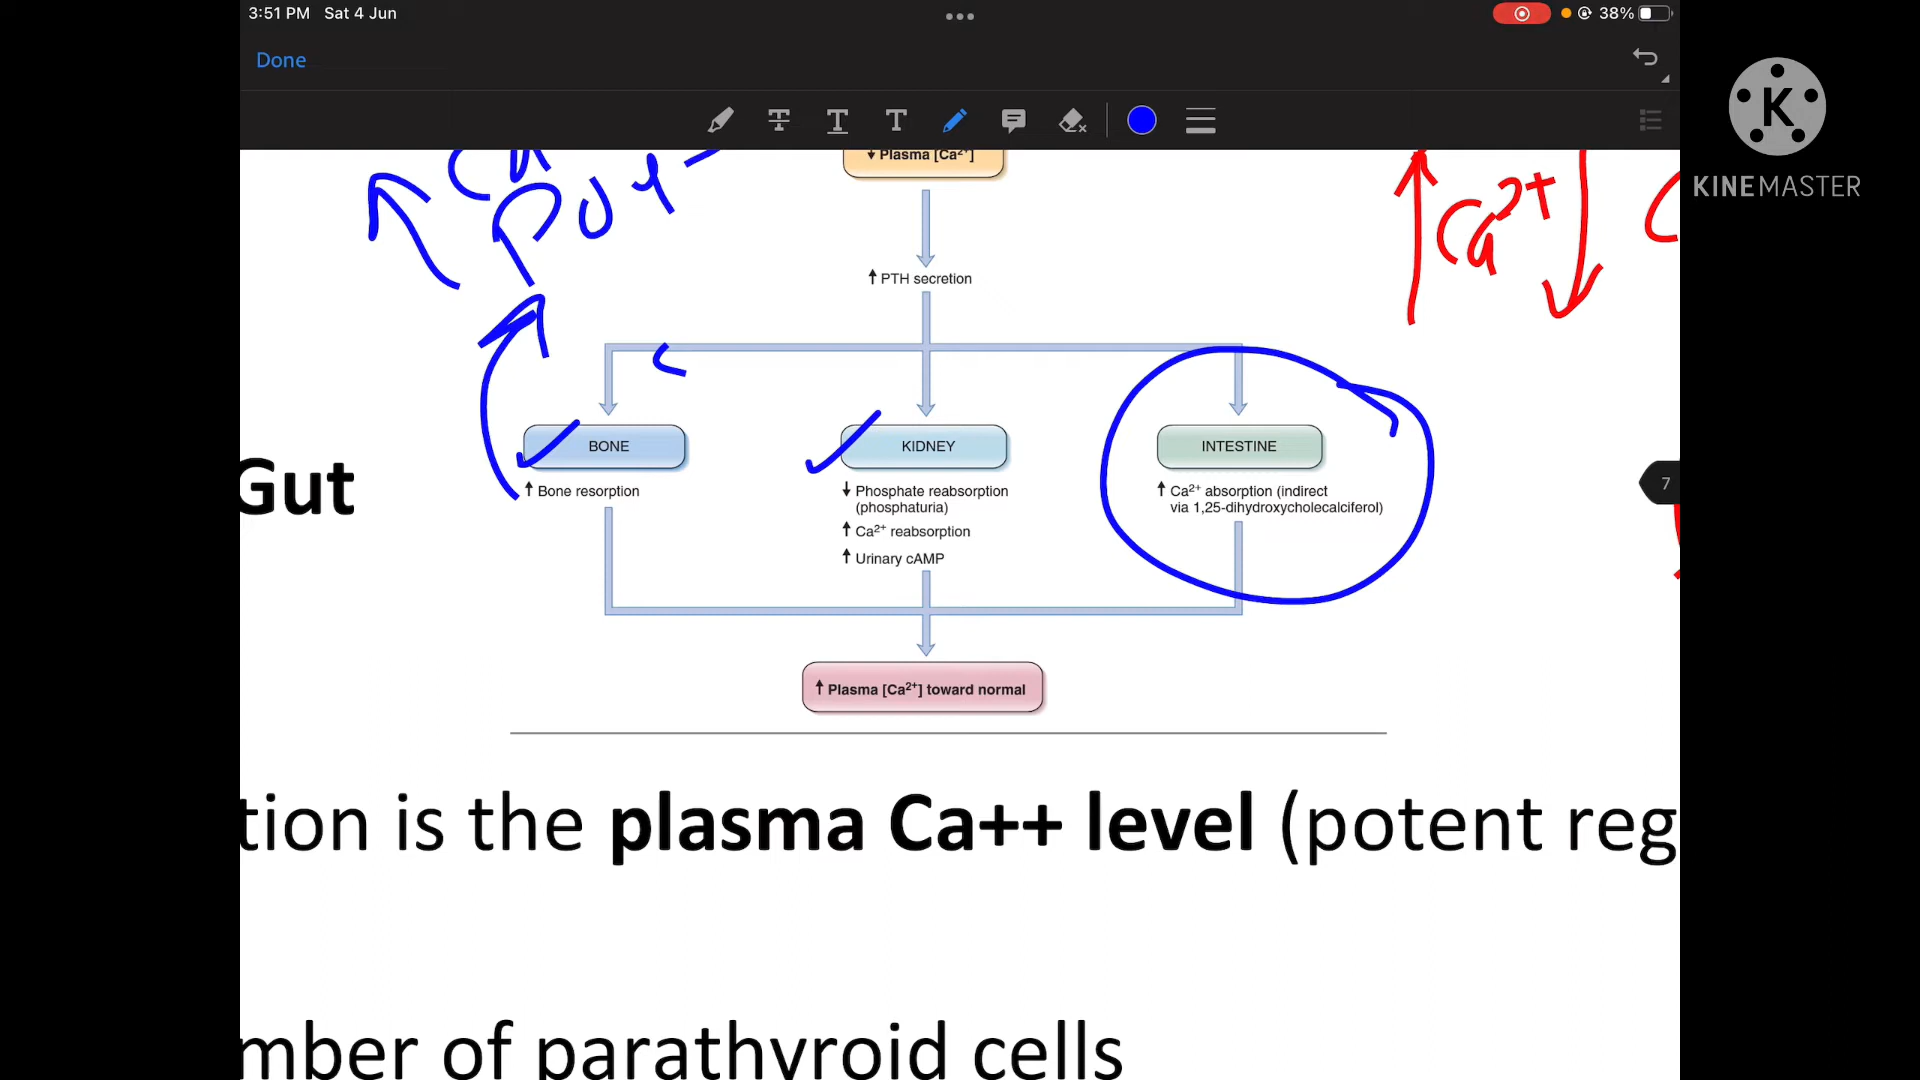 3:51 PM Sat 4 Jun
38%
Done
K
KINEMASTER
↓ Plasma [Ca²⁺]
PO4-
Ca²⁺
↑ PTH secretion
BONE
KIDNEY
INTESTINE
↑ Bone resorption
↓ Phosphate reabsorption
(phosphaturia)
↑ Ca²⁺ reabsorption
↑ Urinary cAMP
↑ Ca²⁺ absorption (indirect
via 1,25-dihydroxycholecalciferol)
Gut
7
↑ Plasma [Ca²⁺] toward normal
tion is the plasma Ca++ level (potent reg
mber of parathyroid cells